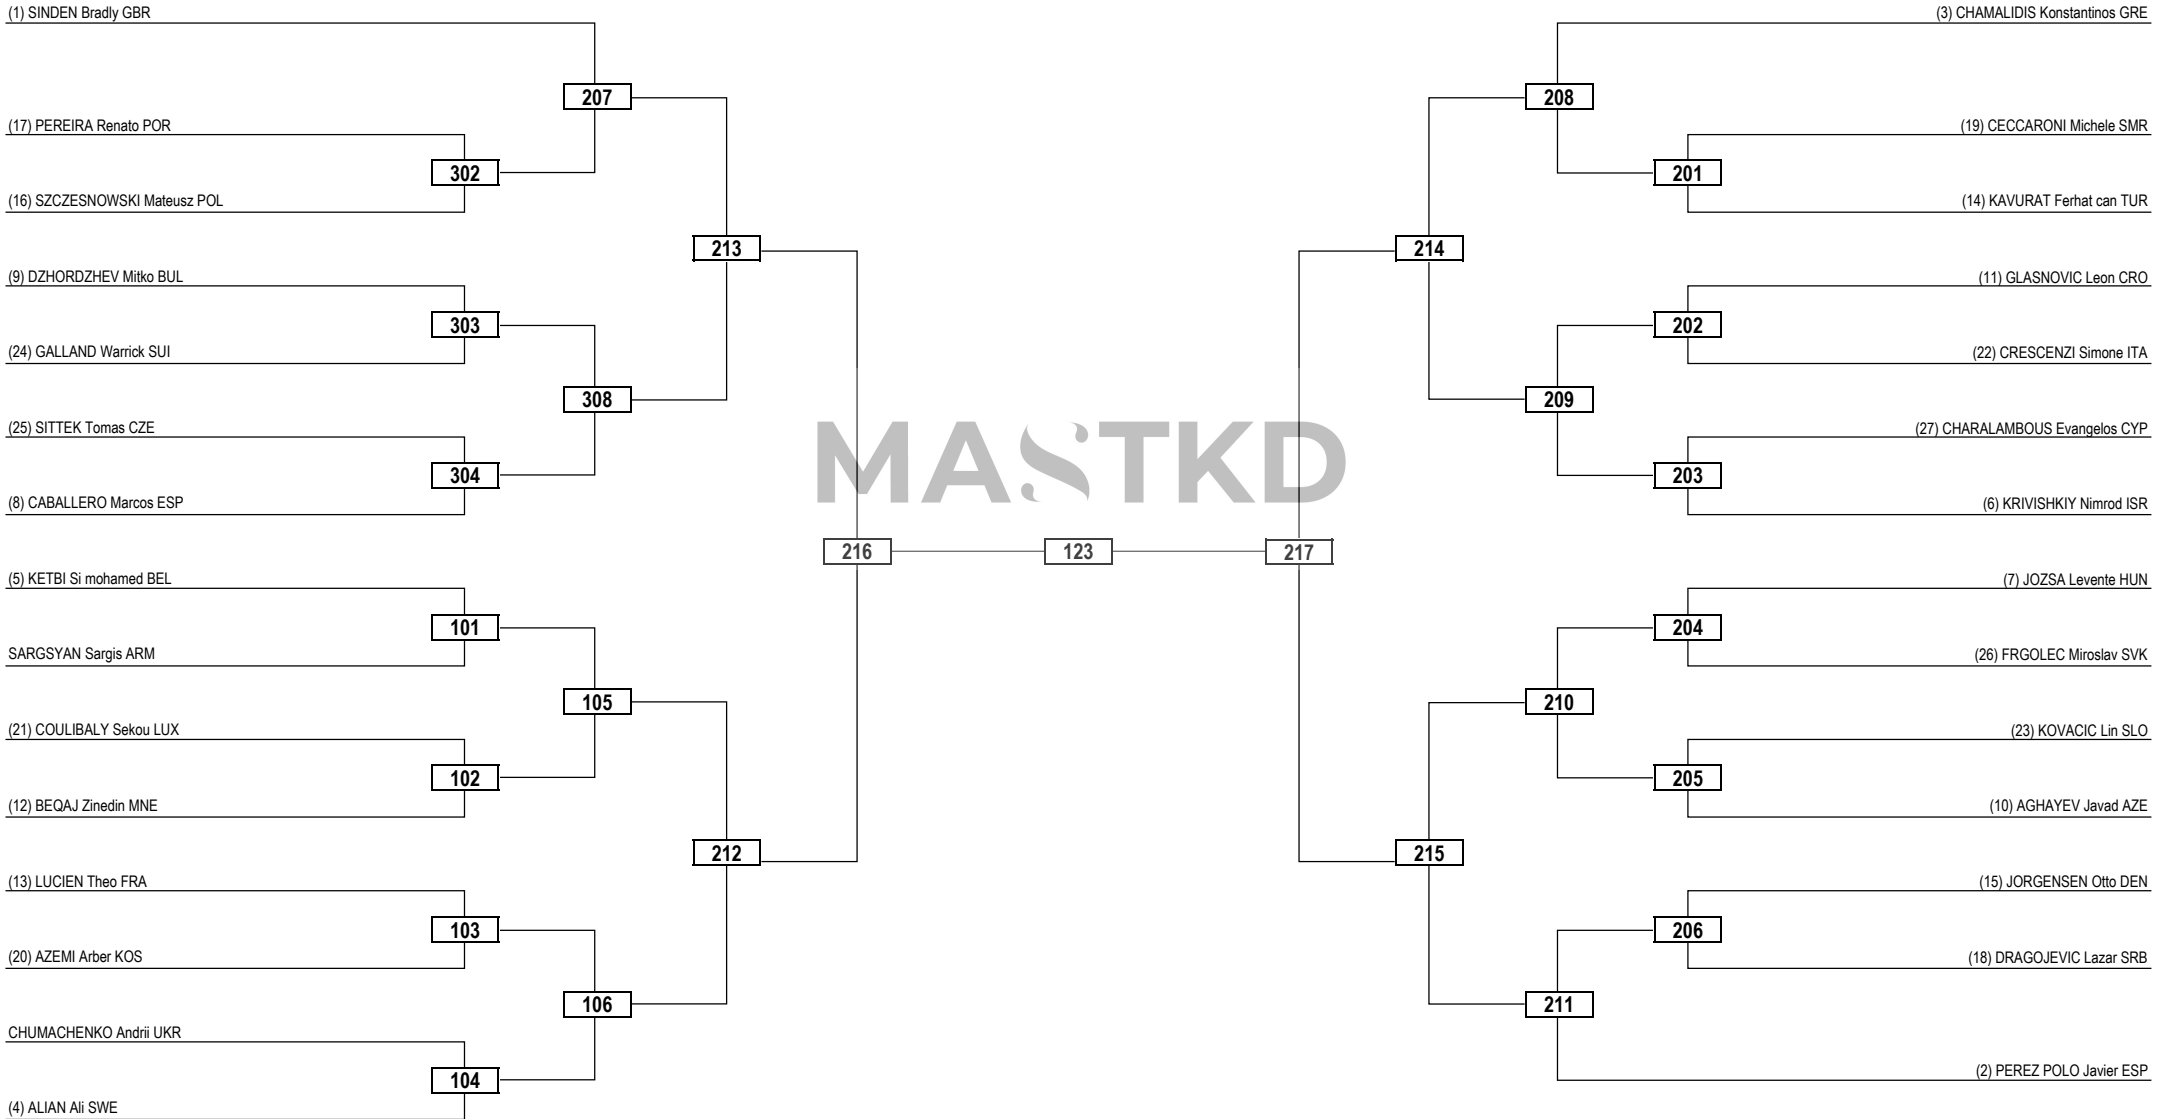 (1) SINDEN Bradly GBR
(3) CHAMALIDIS Konstantinos GRE
207
208
(17) PEREIRA Renato POR
(19) CECCARONI Michele SMR
302
201
(16) SZCZESNOWSKI Mateusz POL
(14) KAVURAT Ferhat can TUR
213
214
(9) DZHORDZHEV Mitko BUL
(11) GLASNOVIC Leon CRO
303
202
(24) GALLAND Warrick SUI
(22) CRESCENZI Simone ITA
308
209
(25) SITTEK Tomas CZE
(27) CHARALAMBOUS Evangelos CYP
MASTKD
304
203
(8) CABALLERO Marcos ESP
(6) KRIVISHKIY Nimrod ISR
216
123
217
(5) KETBI Si mohamed BEL
(7) JOZSA Levente HUN
101
204
SARGSYAN Sargis ARM
(26) FRGOLEC Miroslav SVK
105
210
(21) COULIBALY Sekou LUX
(23) KOVACIC Lin SLO
102
205
(12) BEQAJ Zinedin MNE
(10) AGHAYEV Javad AZE
212
215
(13) LUCIEN Theo FRA
(15) JORGENSEN Otto DEN
103
206
(20) AZEMI Arber KOS
(18) DRAGOJEVIC Lazar SRB
106
211
CHUMACHENKO Andrii UKR
(2) PEREZ POLO Javier ESP
104
(4) ALIAN Ali SWE